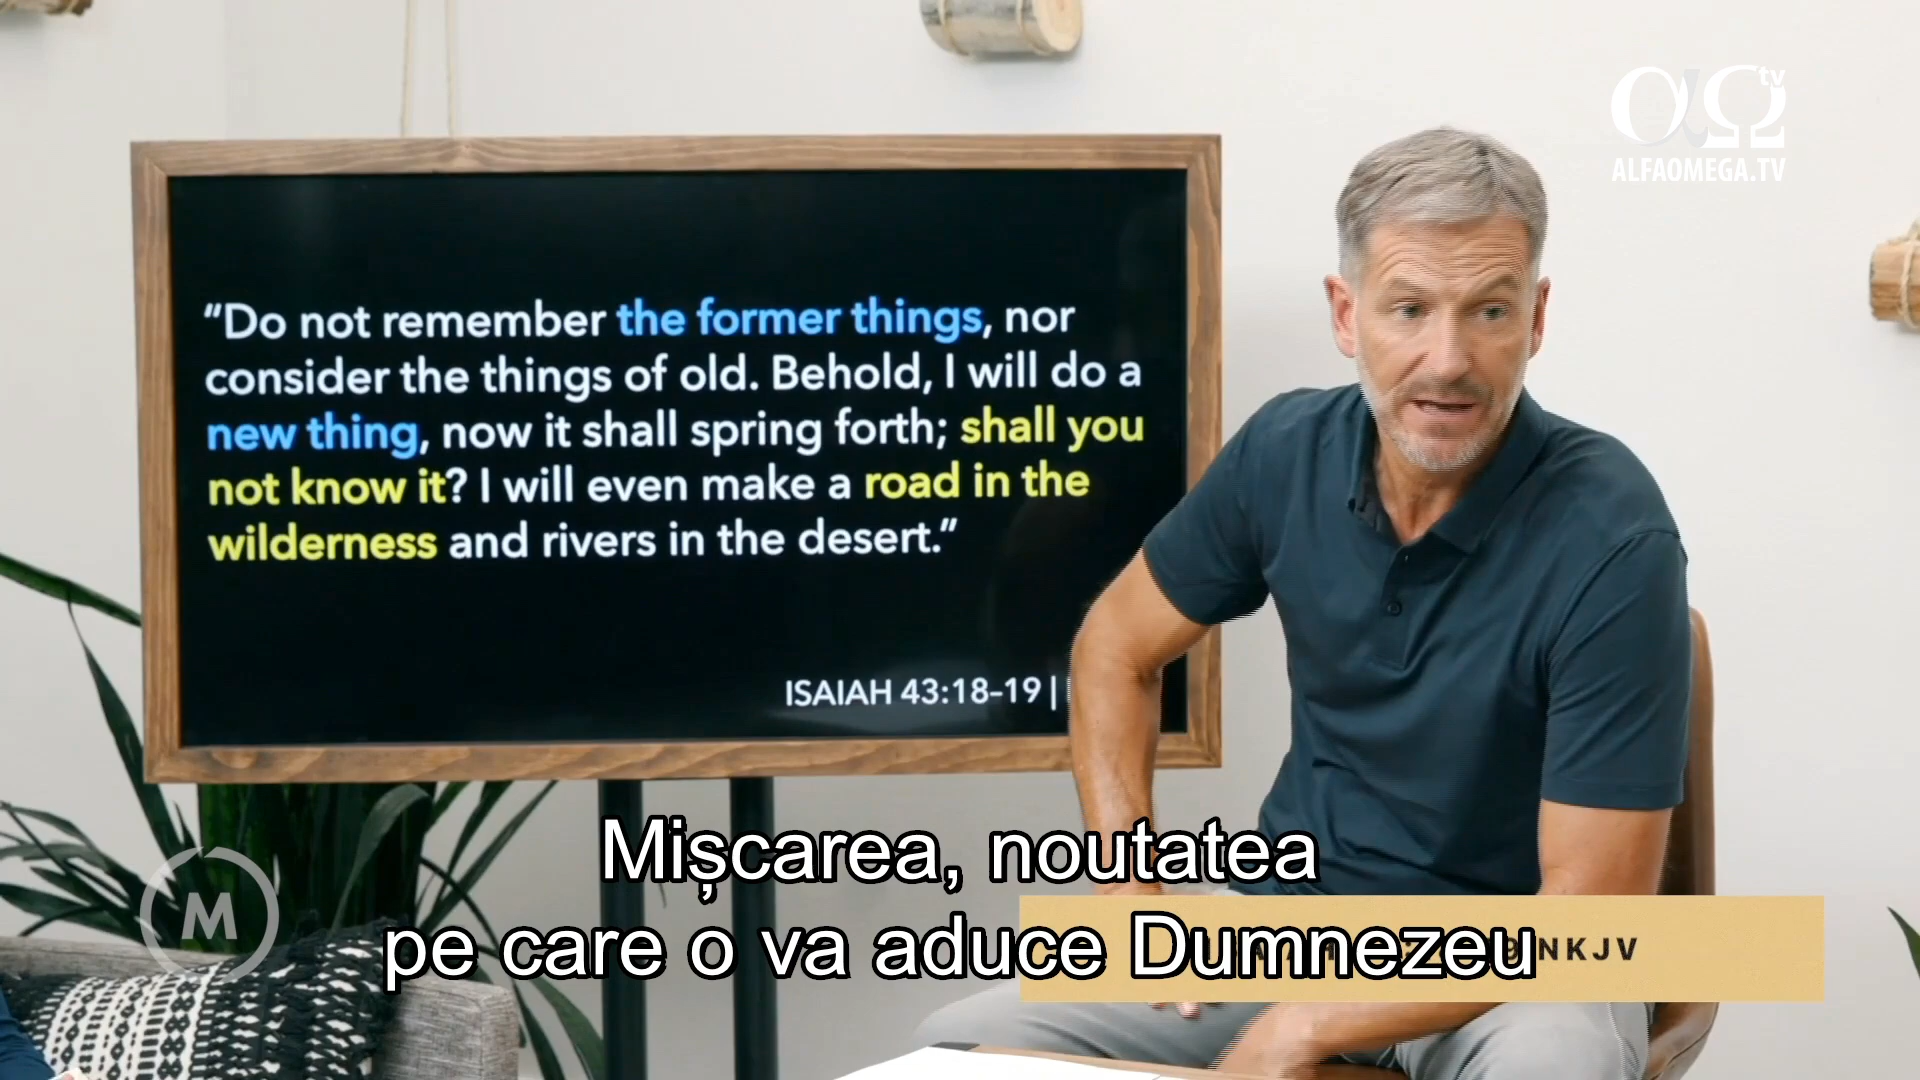 tv
ALFAOMEGA.TV
“Do not remember the former things, nor
consider the things of old. Behold, I will do a
new thing, now it shall spring forth; shall you
not know it? I will even make a road in the
wilderness and rivers in the desert.”
ISAIAH 43:18–19 |
Mișcarea, noutatea
pe care o va aduce Dumnezeu
NKJV
M